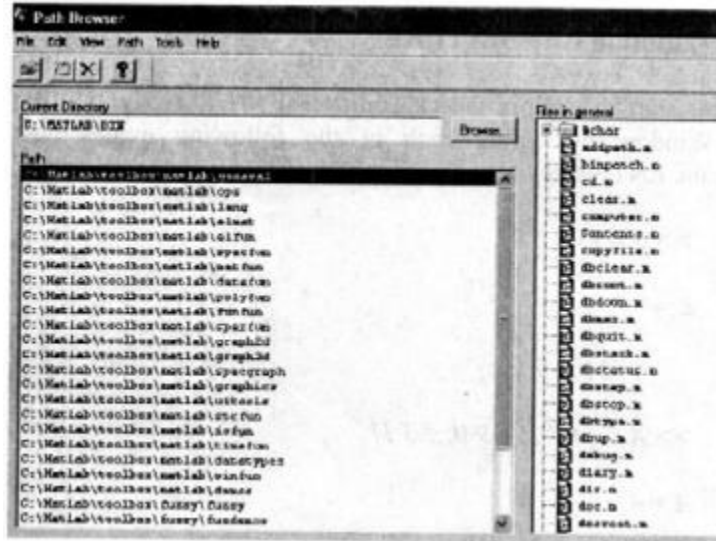 Path Browser
File Edit View Path Tools Help
Current Directory
C:\MATLAB\BIN
Browse...
Path
C:\Matlab\toolbox\matlab\general
C:\Matlab\toolbox\matlab\ops
C:\Matlab\toolbox\matlab\lang
C:\Matlab\toolbox\matlab\elmat
C:\Matlab\toolbox\matlab\elfun
C:\Matlab\toolbox\matlab\specfun
C:\Matlab\toolbox\matlab\matfun
C:\Matlab\toolbox\matlab\datafun
C:\Matlab\toolbox\matlab\polyfun
C:\Matlab\toolbox\matlab\funfun
C:\Matlab\toolbox\matlab\sparfun
C:\Matlab\toolbox\matlab\graph2d
C:\Matlab\toolbox\matlab\graph3d
C:\Matlab\toolbox\matlab\specgraph
C:\Matlab\toolbox\matlab\graphics
C:\Matlab\toolbox\matlab\uitools
C:\Matlab\toolbox\matlab\strfun
C:\Matlab\toolbox\matlab\iofun
C:\Matlab\toolbox\matlab\timefun
C:\Matlab\toolbox\matlab\datatypes
C:\Matlab\toolbox\matlab\winfun
C:\Matlab\toolbox\matlab\demos
C:\Matlab\toolbox\fuzzy\fuzzy
C:\Matlab\toolbox\fuzzy\fuzdemos
Files in general
@char
addpath.m
binpatch.m
cd.m
clear.m
computer.m
Contents.m
copyfile.m
dbclear.m
dbcont.m
dbdown.m
dbmex.m
dbquit.m
dbstack.m
dbstatus.m
dbstep.m
dbstop.m
dbtype.m
dbup.m
debug.m
diary.m
dir.m
doc.m
docroot.m